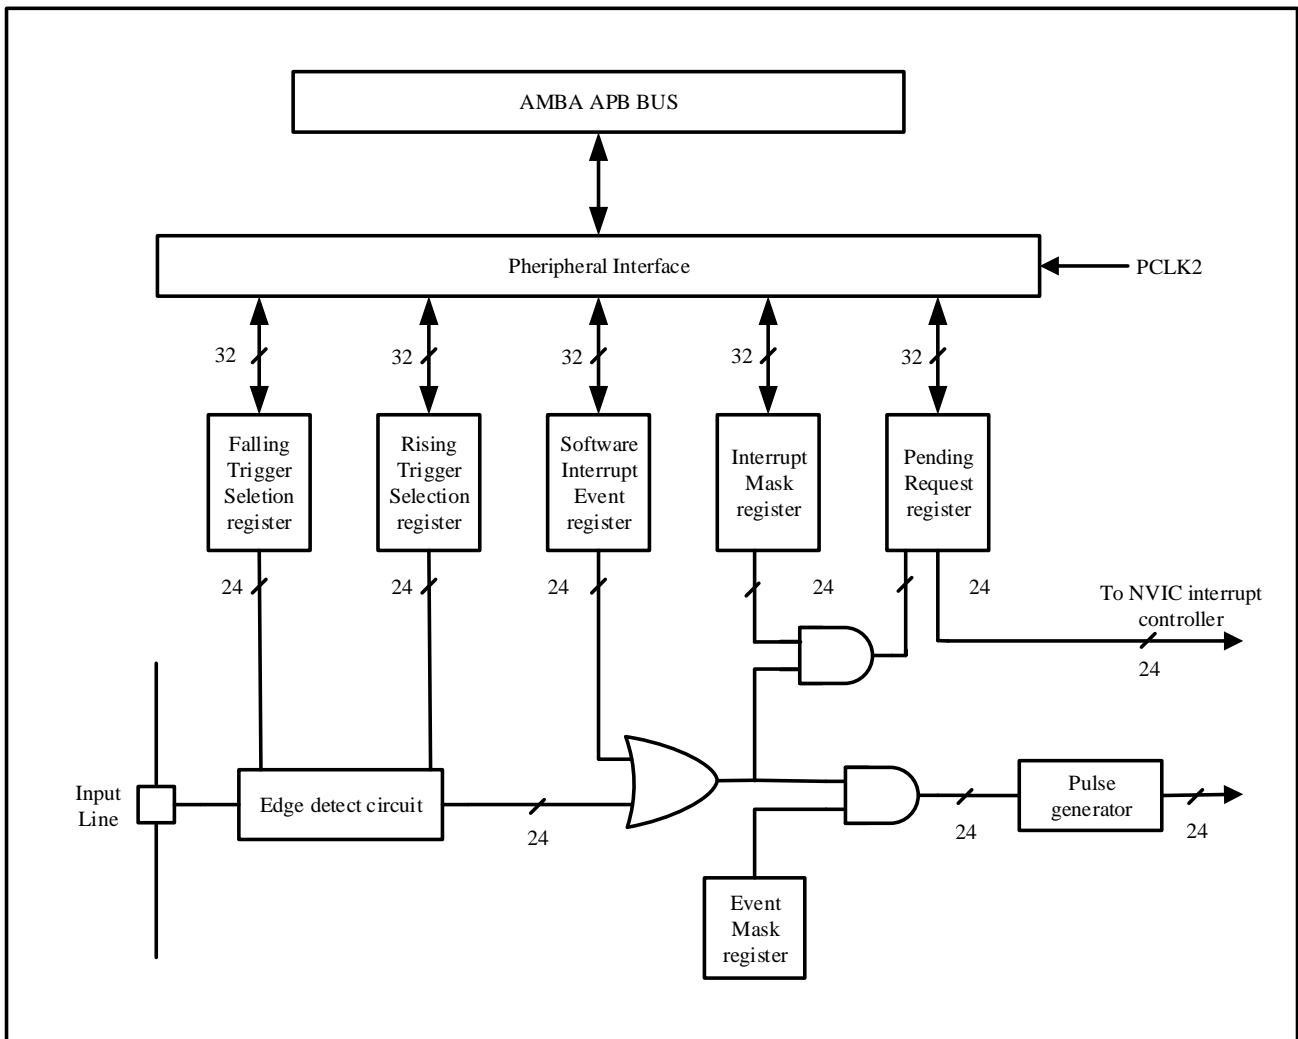 AMBA APB BUS
Pheripheral Interface
PCLK2
32
32
32
32
32
Falling
Trigger
Seletion
register
Rising
Trigger
Selection
register
Software
Interrupt
Event
register
Interrupt
Mask
register
Pending
Request
register
24
24
24
24
24
To NVIC interrupt
controller
24
Input
Line
Edge detect circuit
24
24
Pulse
generator
24
Event
Mask
register